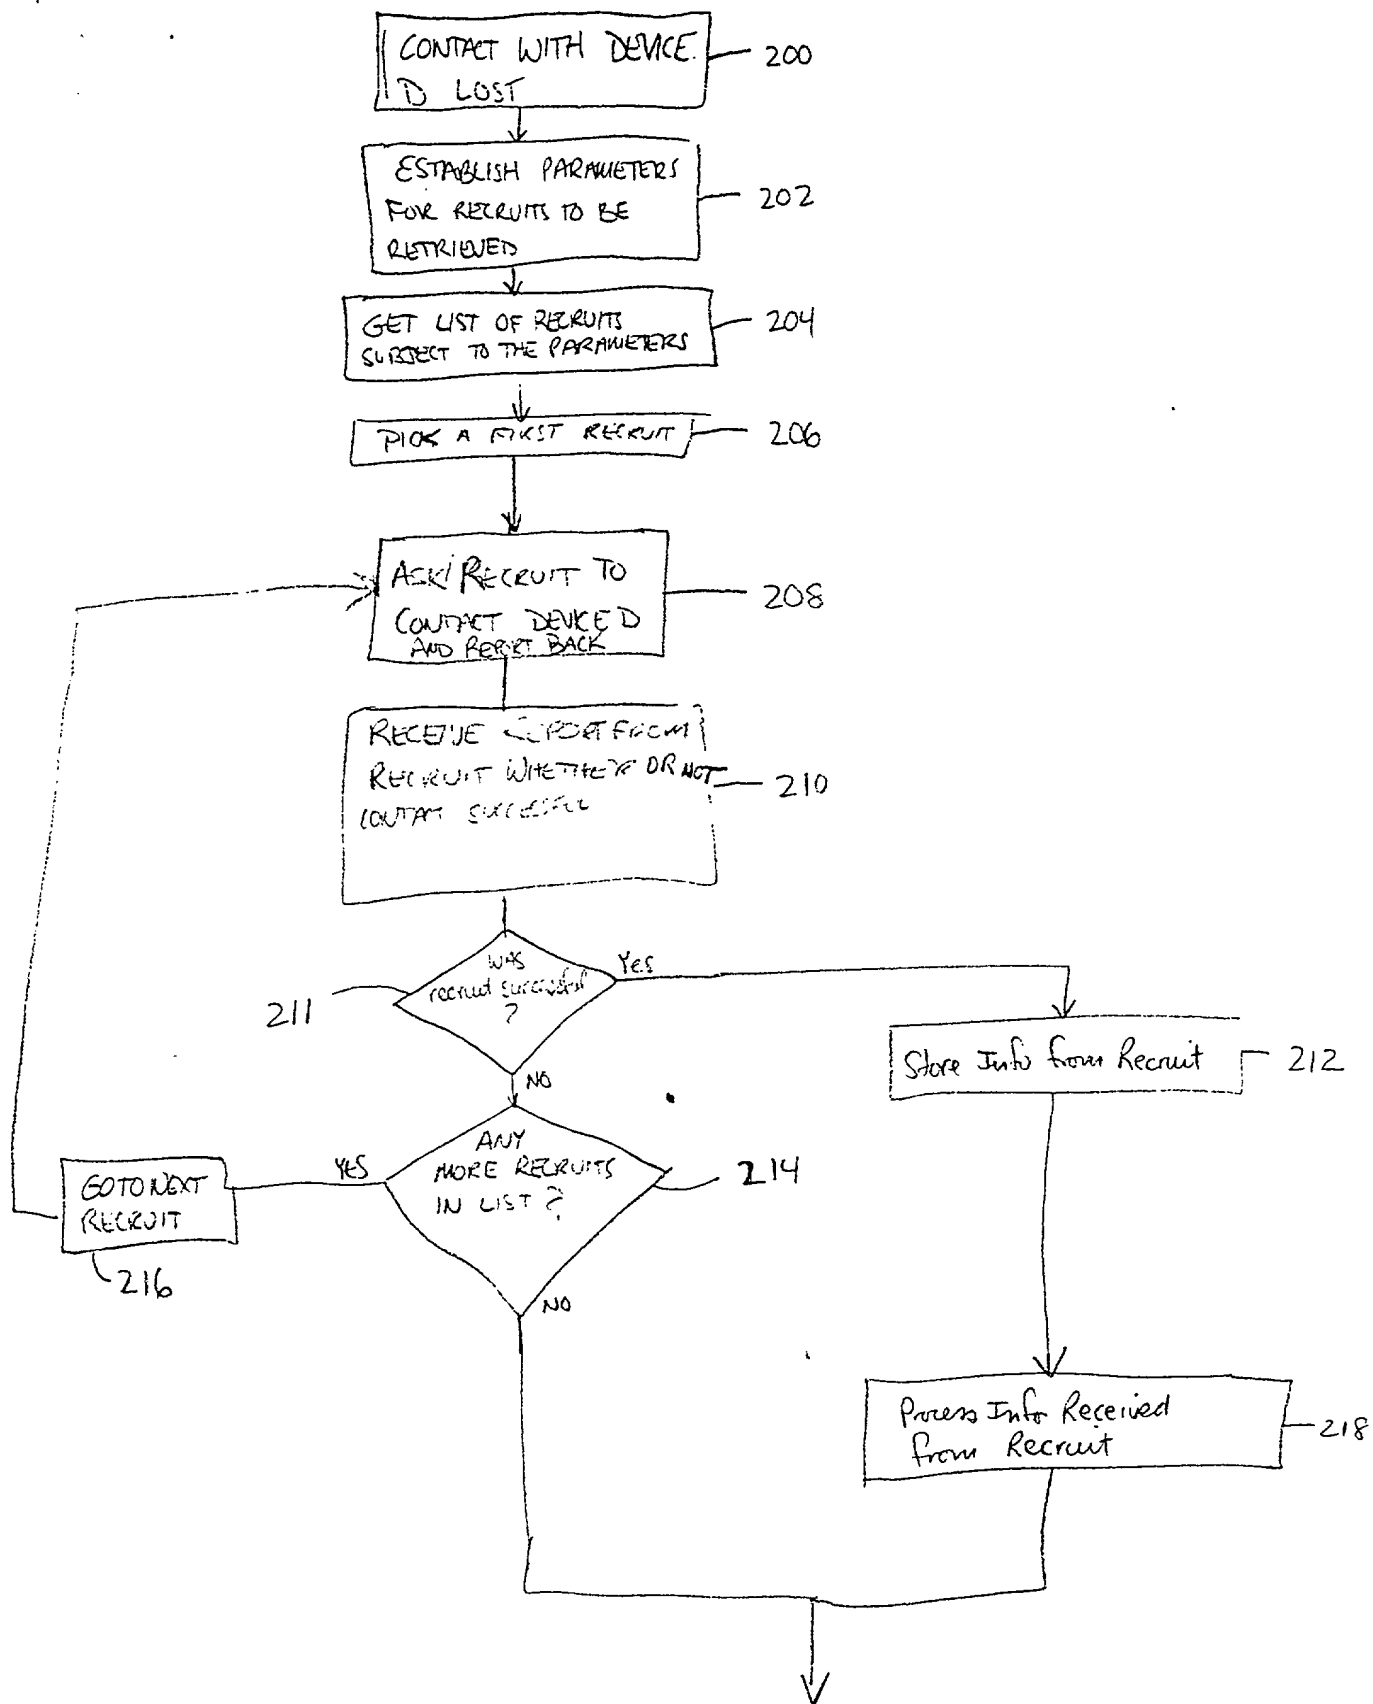 CONTACT WITH DEVICE
D LOST
200
ESTABLISH PARAMETERS
FOR RECRUITS TO BE
RETRIEVED
202
GET LIST OF RECRUITS
SUBJECT TO THE PARAMETERS
204
PICK A FIRST RECRUIT
206
ASK/RECRUIT TO
CONTACT DEVICE D
AND REPORT BACK
208
RECEIVE REPORT FROM
RECRUIT WHETHER OR NOT
CONTACT SUCCESSFUL
210
WAS
recruit successful
?
211
Yes
NO
Store Info from Recruit
212
ANY
MORE RECRUITS
IN LIST?
214
YES
NO
GO TO NEXT
RECRUIT
216
Process Info Received
from Recruit
218